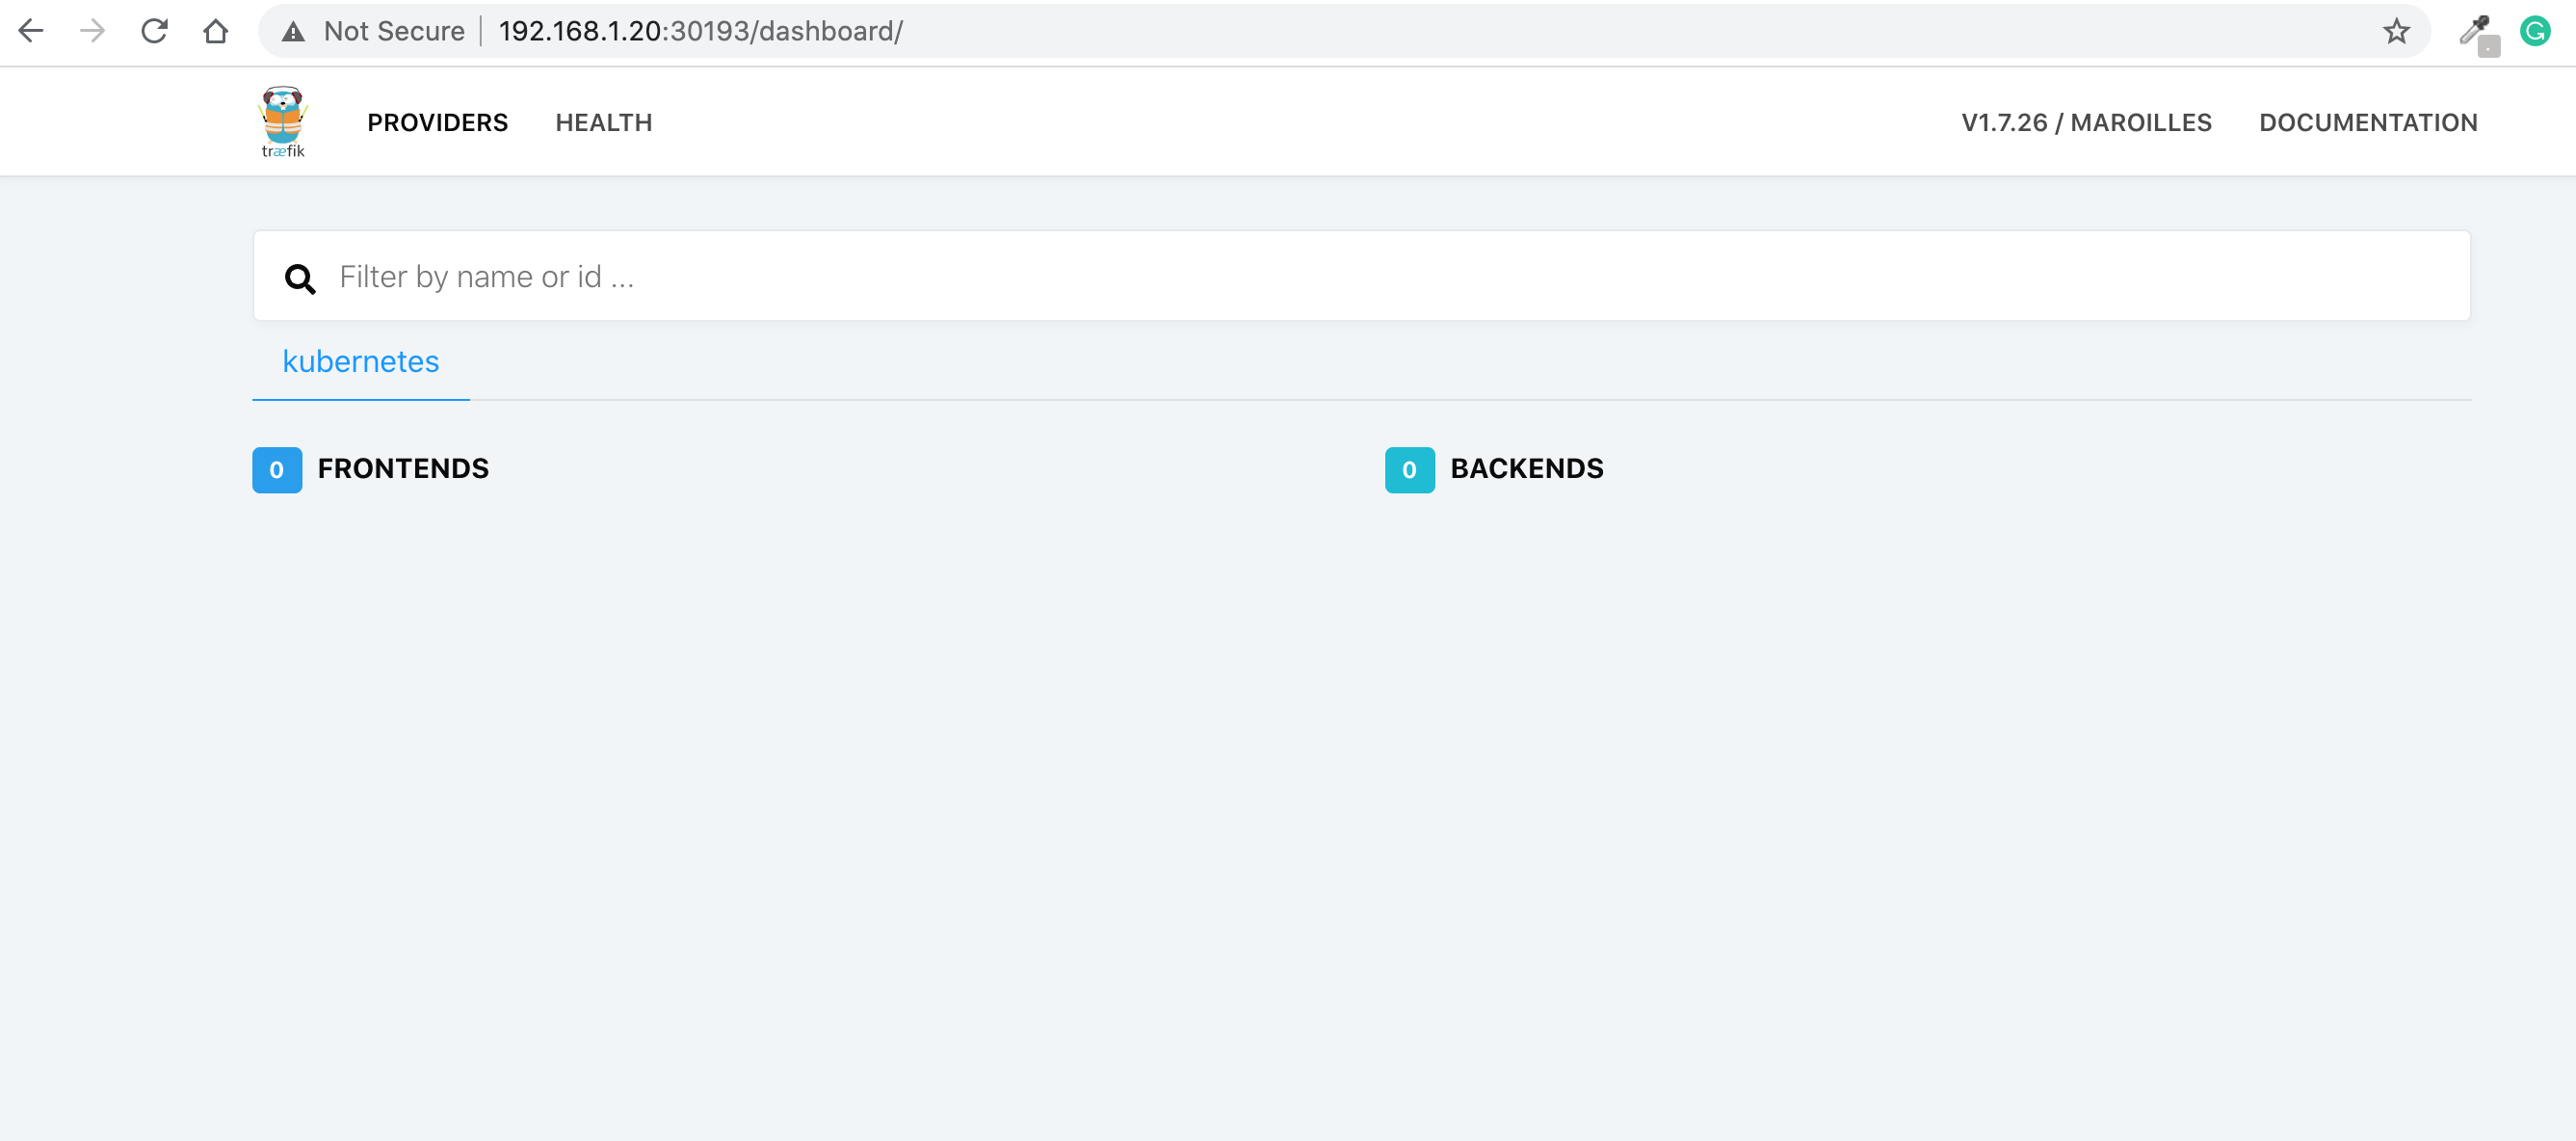 Not Secure | 192.168.1.20:30193/dashboard/
træfik
PROVIDERS HEALTH V1.7.26 / MAROILLES DOCUMENTATION
Filter by name or id ...
kubernetes
0 FRONTENDS 0 BACKENDS